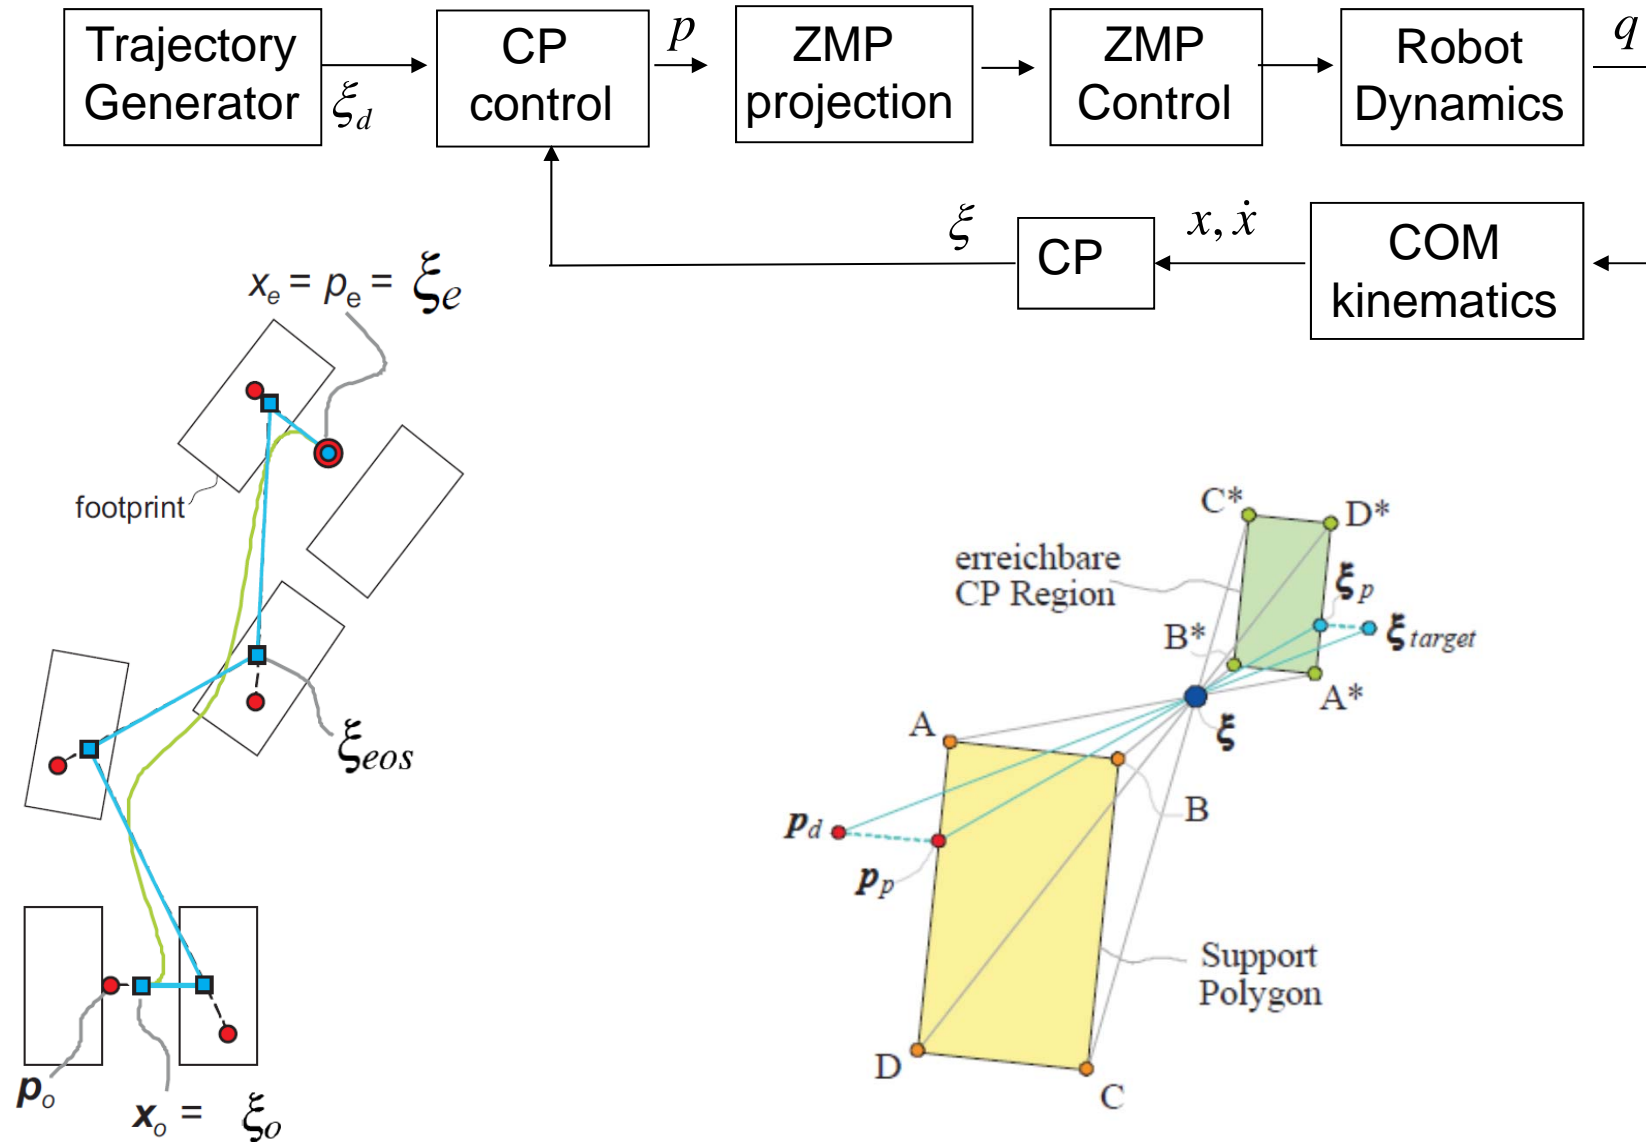 Trajectory
Generator
ξd
CP
control
p
ZMP
projection
ZMP
Control
Robot
Dynamics
q
ξ
CP
x, ẋ
COM
kinematics
xe = pe = ξe
footprint
ξeos
po
xo = ξo
C*
D*
erreichbare
CP Region
ξp
B*
ξtarget
A*
ξ
A
B
pd
pp
Support
Polygon
D
C